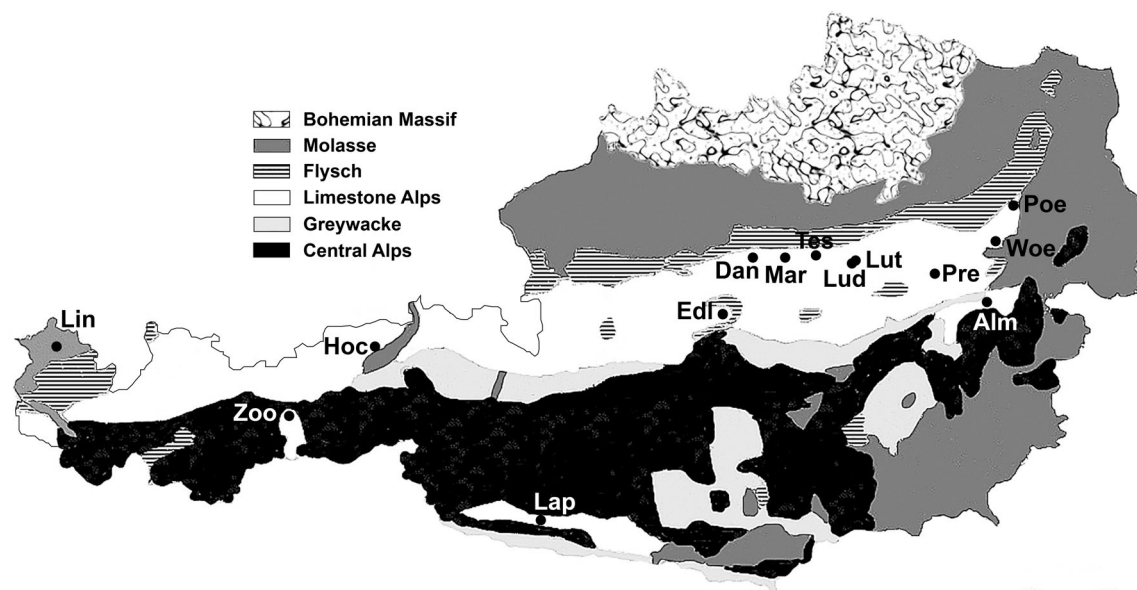 Bohemian Massif
Molasse
Flysch
Limestone Alps
Greywacke
Central Alps
Poe
Tes
Woe
Dan
Mar
Lut
Lud
Pre
Edl
Alm
Lin
Hoc
Zoo
Lap